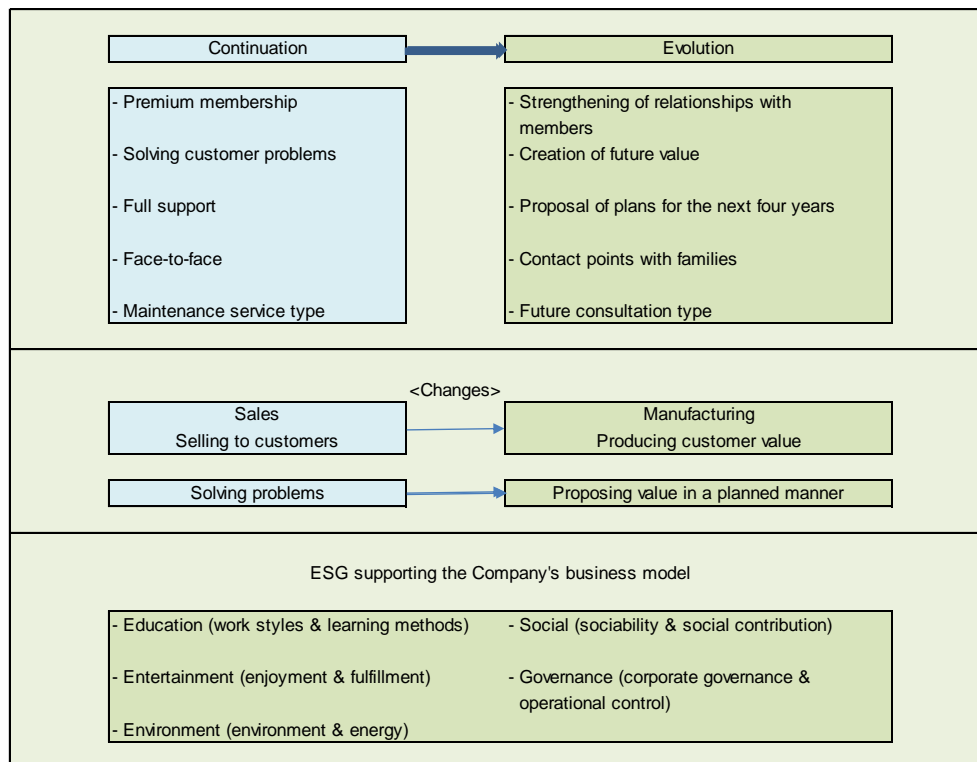 Continuation
Evolution
- Premium membership
- Solving customer problems
- Full support
- Face-to-face
- Maintenance service type
- Strengthening of relationships with
members
- Creation of future value
- Proposal of plans for the next four years
- Contact points with families
- Future consultation type
<Changes>
Sales
Selling to customers
Manufacturing
Producing customer value
Solving problems
Proposing value in a planned manner
ESG supporting the Company's business model
- Education (work styles & learning methods)
- Entertainment (enjoyment & fulfillment)
- Environment (environment & energy)
- Social (sociability & social contribution)
- Governance (corporate governance &
operational control)